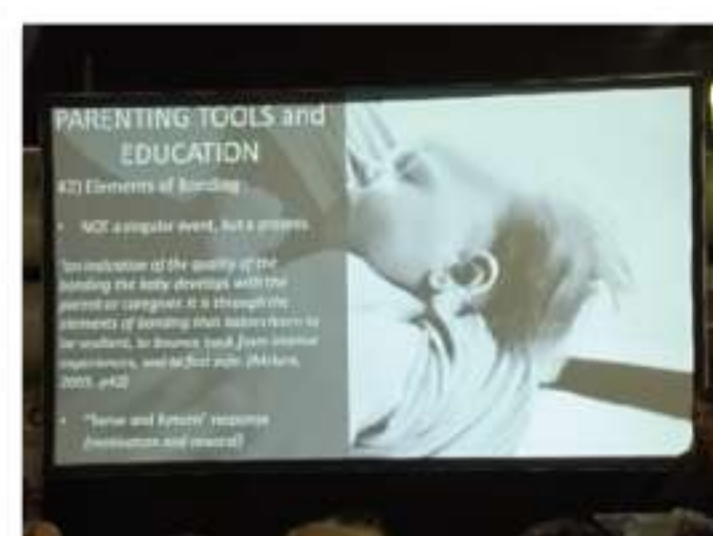 PARENTING TOOLS and
EDUCATION
#2) Elements of Bonding
• NOT a singular event, but a process
"an indication of the quality of the
bonding the baby develops with the
parent or caregiver. It is through the
elements of bonding that babies learn to
be resilient, to bounce back from
experiences, and to feel safe.
2005, p42)
• "Serve and Return" response
(motivation and reward)